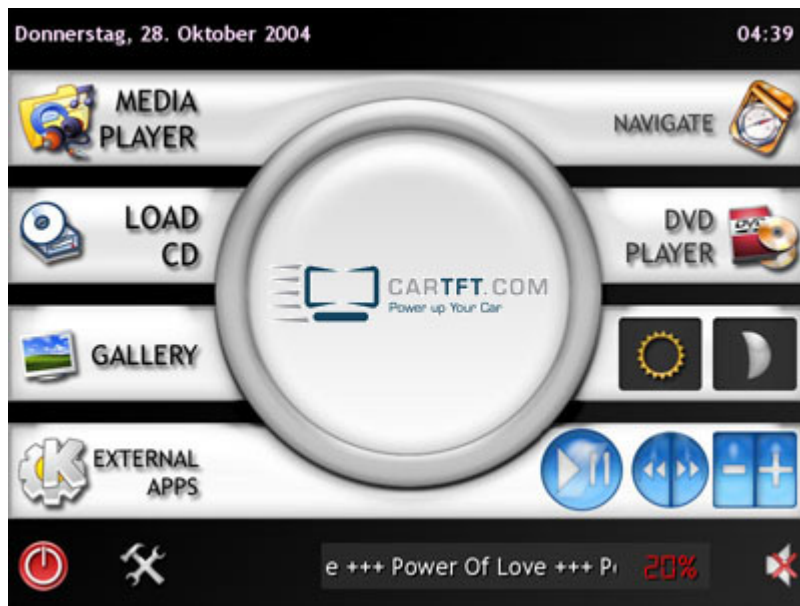 Donnerstag, 28. Oktober 2004
04:39
MEDIA
PLAYER
NAVIGATE
LOAD
CD
DVD
PLAYER
DVD
CARTFT.COM
Power up Your Car
GALLERY
EXTERNAL
APPS
e +++ Power Of Love +++ P
20%